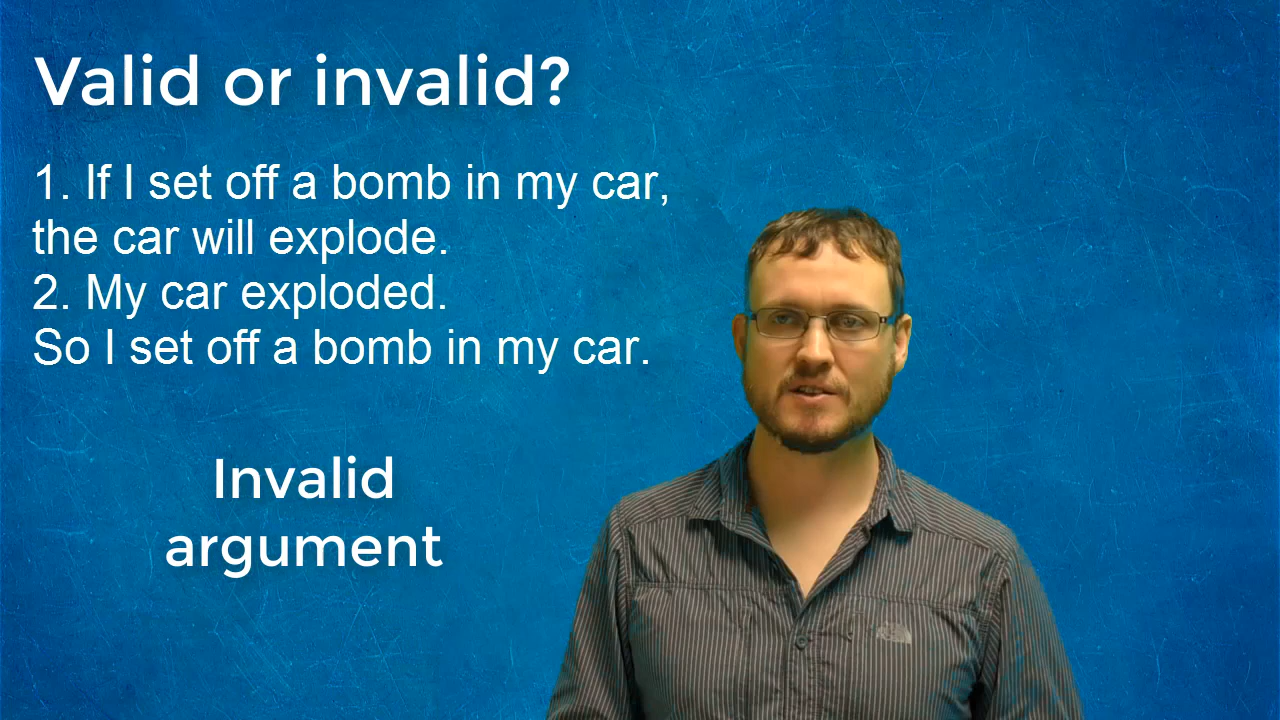 Valid or invalid?
1. If I set off a bomb in my car,
the car will explode.
2. My car exploded.
So I set off a bomb in my car.
Invalid
argument